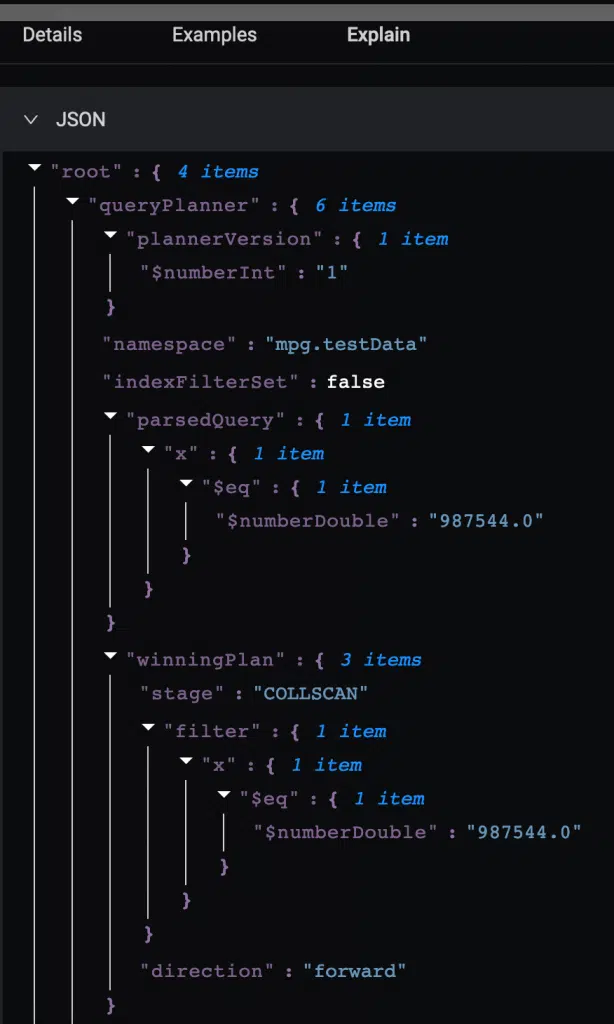 Details Examples Explain
JSON
"root" : { 4 items
"queryPlanner" : { 6 items
"plannerVersion" : { 1 item
"$numberInt" : "1"
}
"namespace" : "mpg.testData"
"indexFilterSet" : false
"parsedQuery" : { 1 item
"x" : { 1 item
"$eq" : { 1 item
"$numberDouble" : "987544.0"
}
}
}
"winningPlan" : { 3 items
"stage" : "COLLSCAN"
"filter" : { 1 item
"x" : { 1 item
"$eq" : { 1 item
"$numberDouble" : "987544.0"
}
}
}
"direction" : "forward"
}